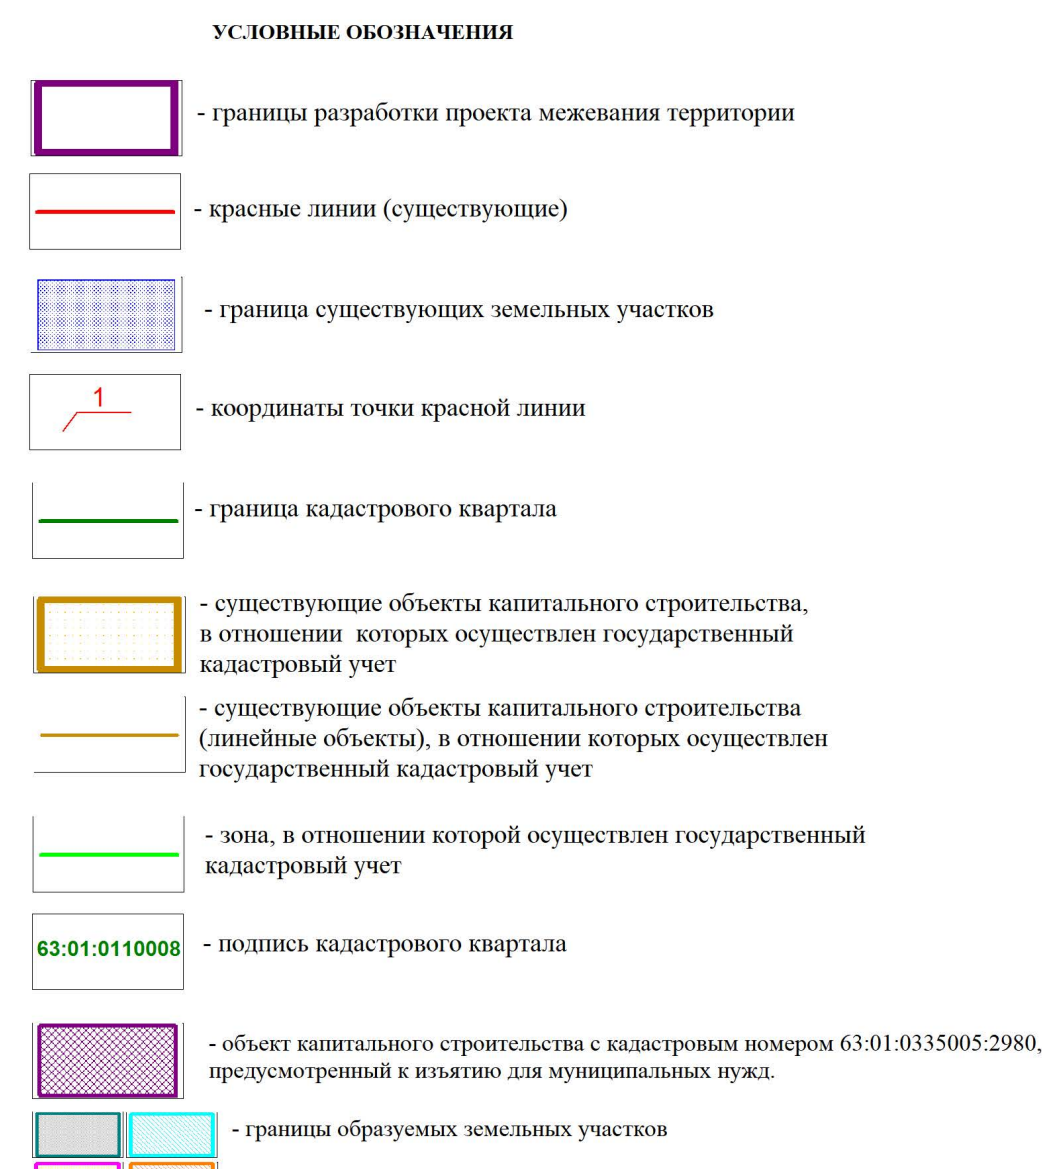 УСЛОВНЫЕ ОБОЗНАЧЕНИЯ
- границы разработки проекта межевания территории
- красные линии (существующие)
- граница существующих земельных участков
1
- координаты точки красной линии
- граница кадастрового квартала
- существующие объекты капитального строительства,
в отношении которых осуществлен государственный
кадастровый учет
- существующие объекты капитального строительства
(линейные объекты), в отношении которых осуществлен
государственный кадастровый учет
- зона, в отношении которой осуществлен государственный
кадастровый учет
63:01:0110008
- подпись кадастрового квартала
- объект капитального строительства с кадастровым номером 63:01:0335005:2980,
предусмотренный к изъятию для муниципальных нужд.
- границы образуемых земельных участков